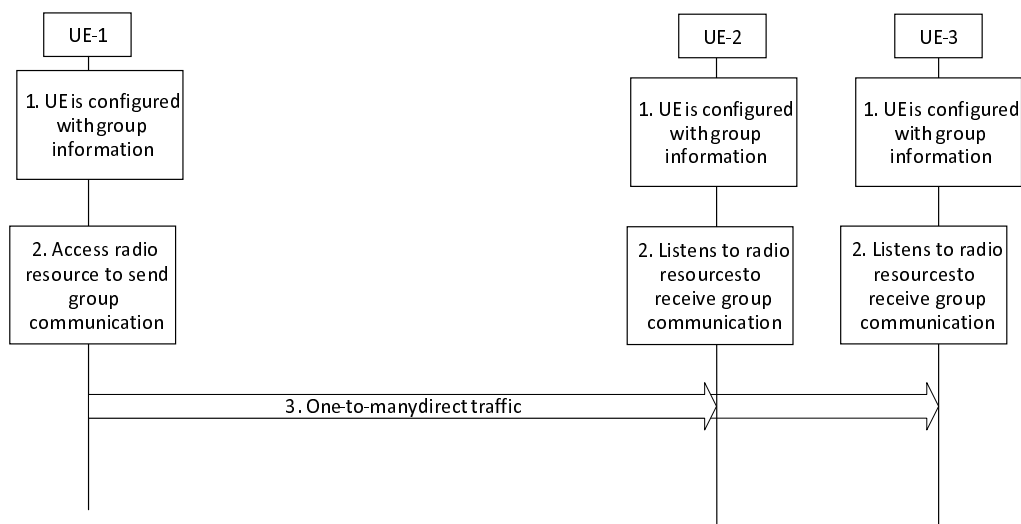 UE-1
UE-2
UE-3
1. UE is configured
with group
information
1. UE is configured
with group
information
1. UE is configured
with group
information
2. Access radio
resource to send
group
communication
2. Listens to radio
resourcesto
receive group
communication
2. Listens to radio
resourcesto
receive group
communication
3. One-to-manydirect traffic